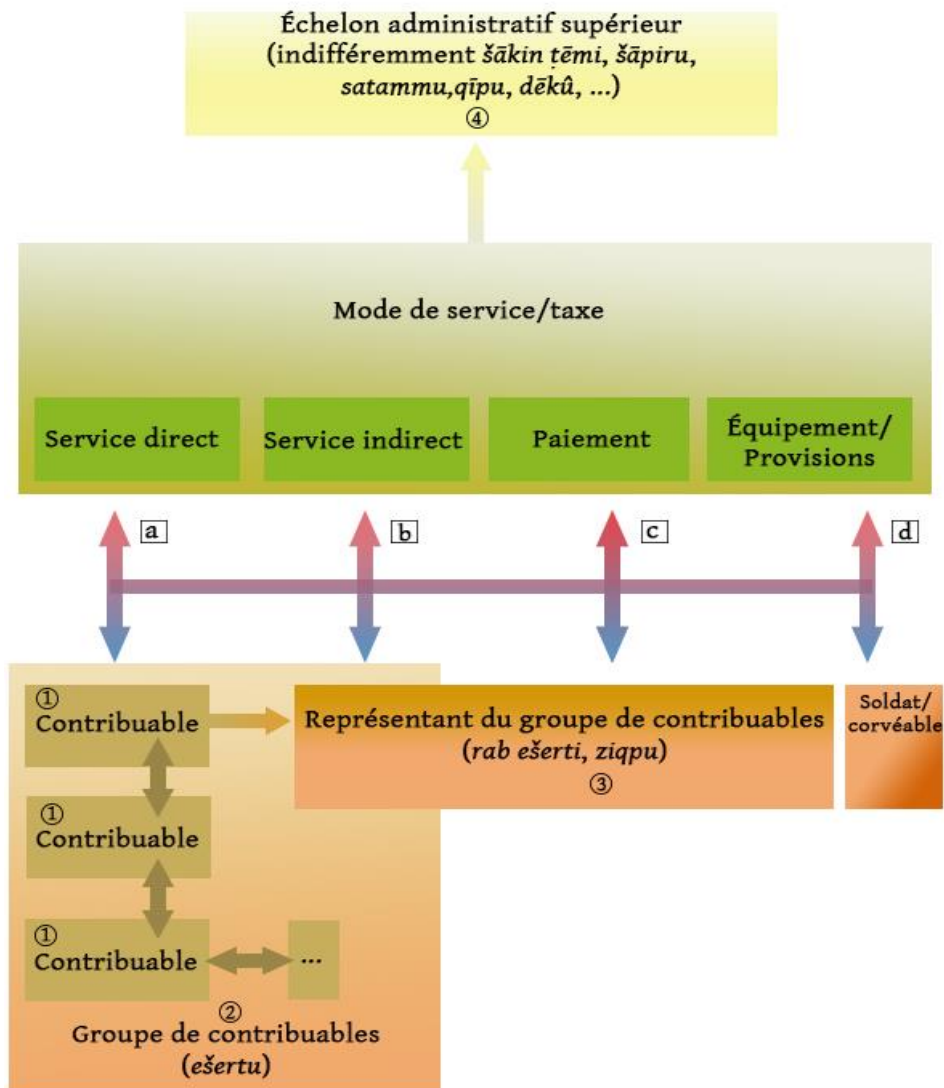 Échelon administratif supérieur
(indifféremment šākin ṭēmi, šāpiru,
satammu,qīpu, dēkû, ...)
④
Mode de service/taxe
Service direct
Service indirect
Paiement
Équipement/
Provisions
a
b
c
d
①
Contribuable
Représentant du groupe de contribuables
(rab ešerti, ziqpu)
③
Soldat/
corvéable
①
Contribuable
①
Contribuable
...
②
Groupe de contribuables
(ešertu)